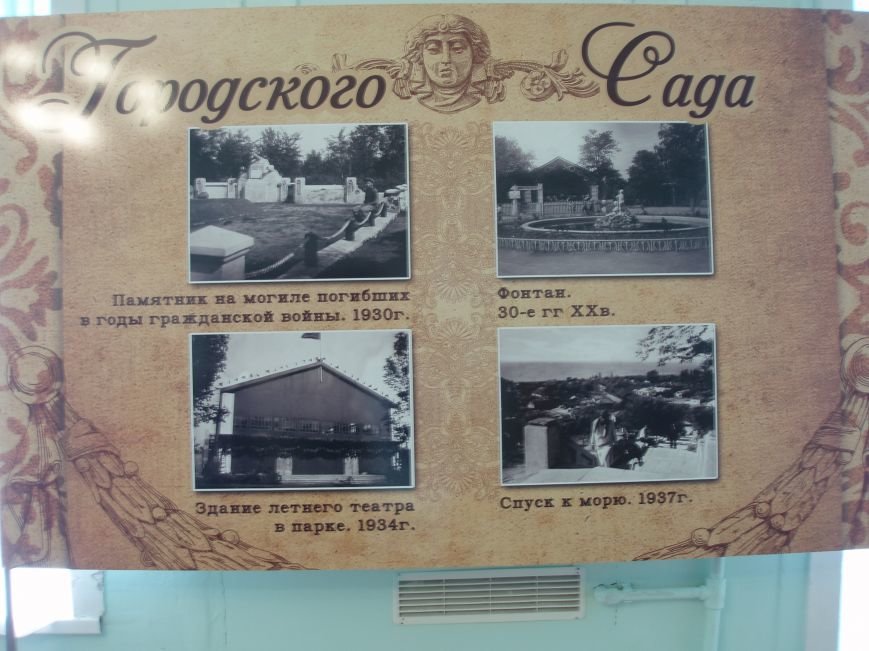 Городского Сада
Памятник на могиле погибших
в годы гражданской войны. 1930г.
Фонтан.
30-е гг XXв.
Здание летнего театра
в парке. 1934г.
Спуск к морю. 1937г.